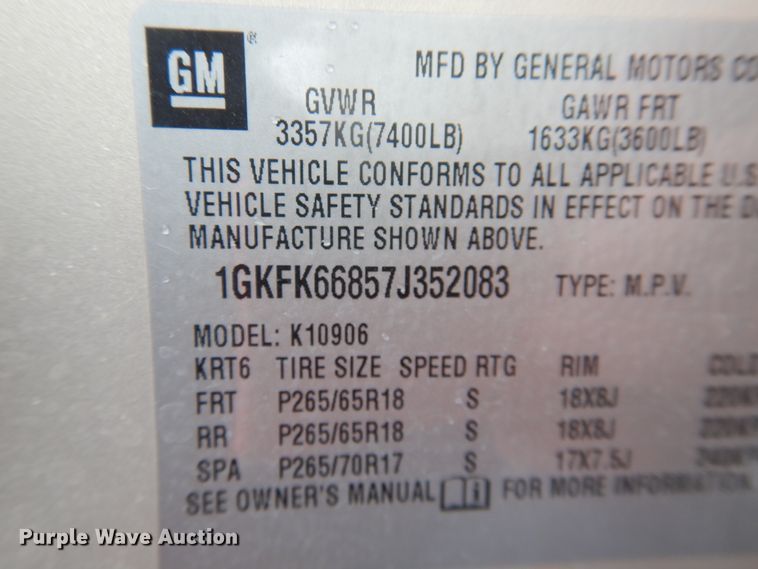 GM ®
MFD BY GENERAL MOTORS CO
GVWR GAWR FRT
3357KG(7400LB) 1633KG(3600LB)
THIS VEHICLE CONFORMS TO ALL APPLICABLE U.S
VEHICLE SAFETY STANDARDS IN EFFECT ON THE D
MANUFACTURE SHOWN ABOVE.
1GKFK66857J352083 TYPE: M.P.V.
MODEL: K10906
KRT6 TIRE SIZE SPEED RTG RIM COLD
FRT P265/65R18 S 18X8J
RR P265/65R18 S 18X8J
SPA P265/70R17 S 17X7.5J
SEE OWNER'S MANUAL FOR MORE INFORMATION
Purple Wave Auction